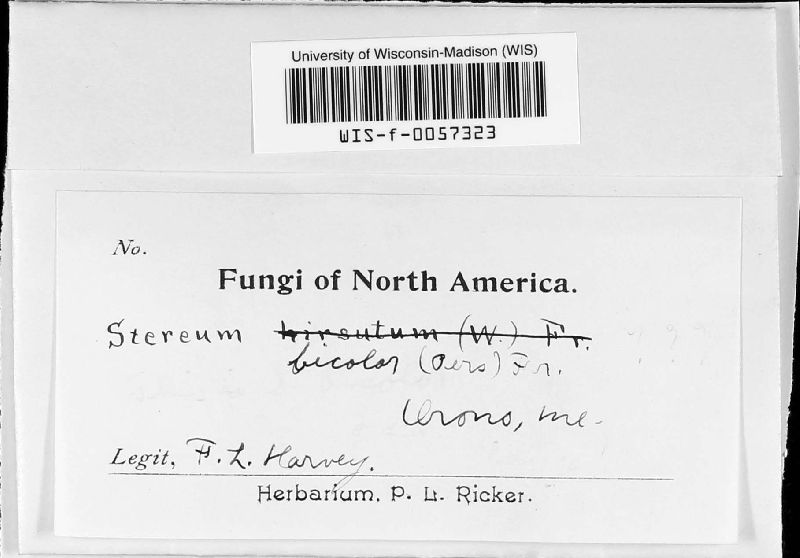 University of Wisconsin-Madison (WIS)
WIS-f-0057323
No.
Fungi of North America.
Stereum hirsutum (W.) Fr.
bicolor (Pers) Fr.
Orono, Me.
Legit, F. L. Harvey.
Herbarium, P. L. Ricker.